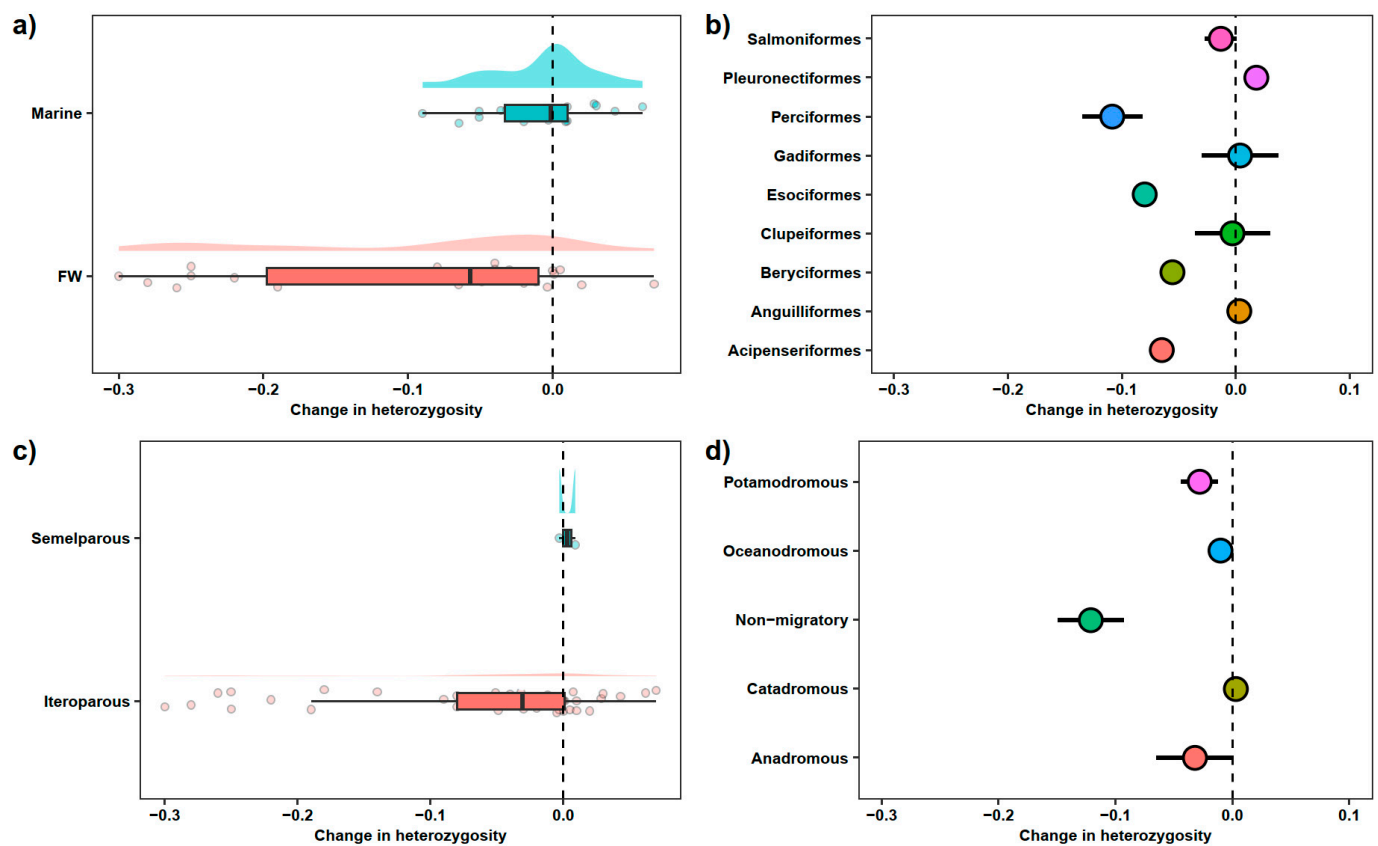 a)
Marine
FW
−0.3 −0.2 −0.1 0.0
Change in heterozygosity
b)
Salmoniformes
Pleuronectiformes
Perciformes
Gadiformes
Esociformes
Clupeiformes
Beryciformes
Anguilliformes
Acipenseriformes
−0.3 −0.2 −0.1 0.0 0.1
Change in heterozygosity
c)
Semelparous
Iteroparous
−0.3 −0.2 −0.1 0.0
Change in heterozygosity
d)
Potamodromous
Oceanodromous
Non−migratory
Catadromous
Anadromous
−0.3 −0.2 −0.1 0.0 0.1
Change in heterozygosity